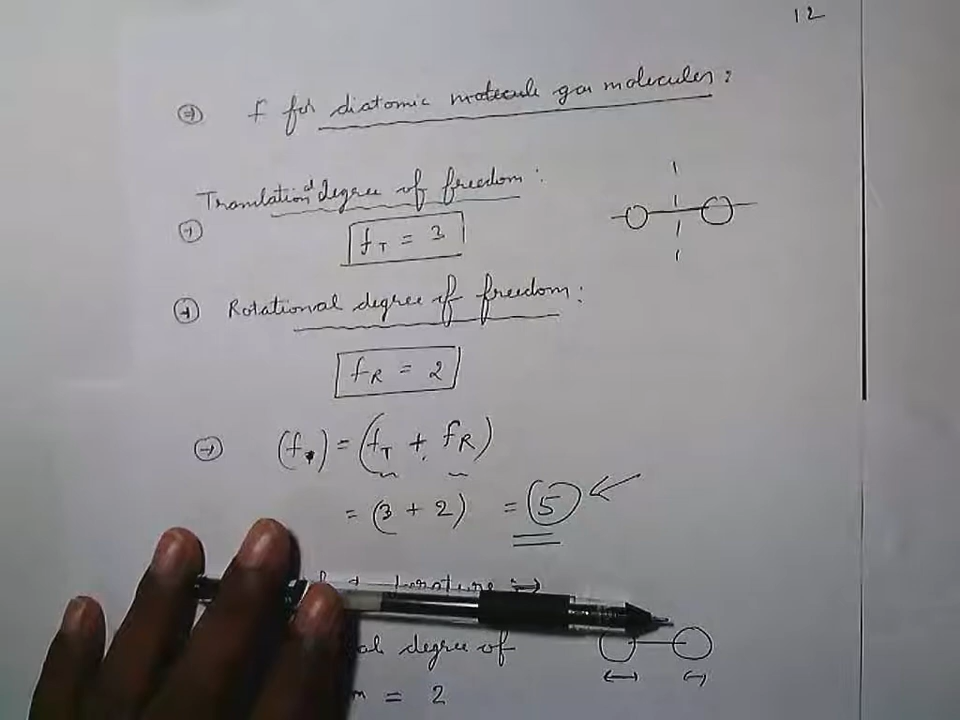 12
f for diatomic molecule gas molecules :
Translational degree of freedom :
f_T = 3
Rotational degree of freedom :
f_R = 2
(f) = (f_T + f_R)
= (3 + 2) = 5
al degree of
m = 2